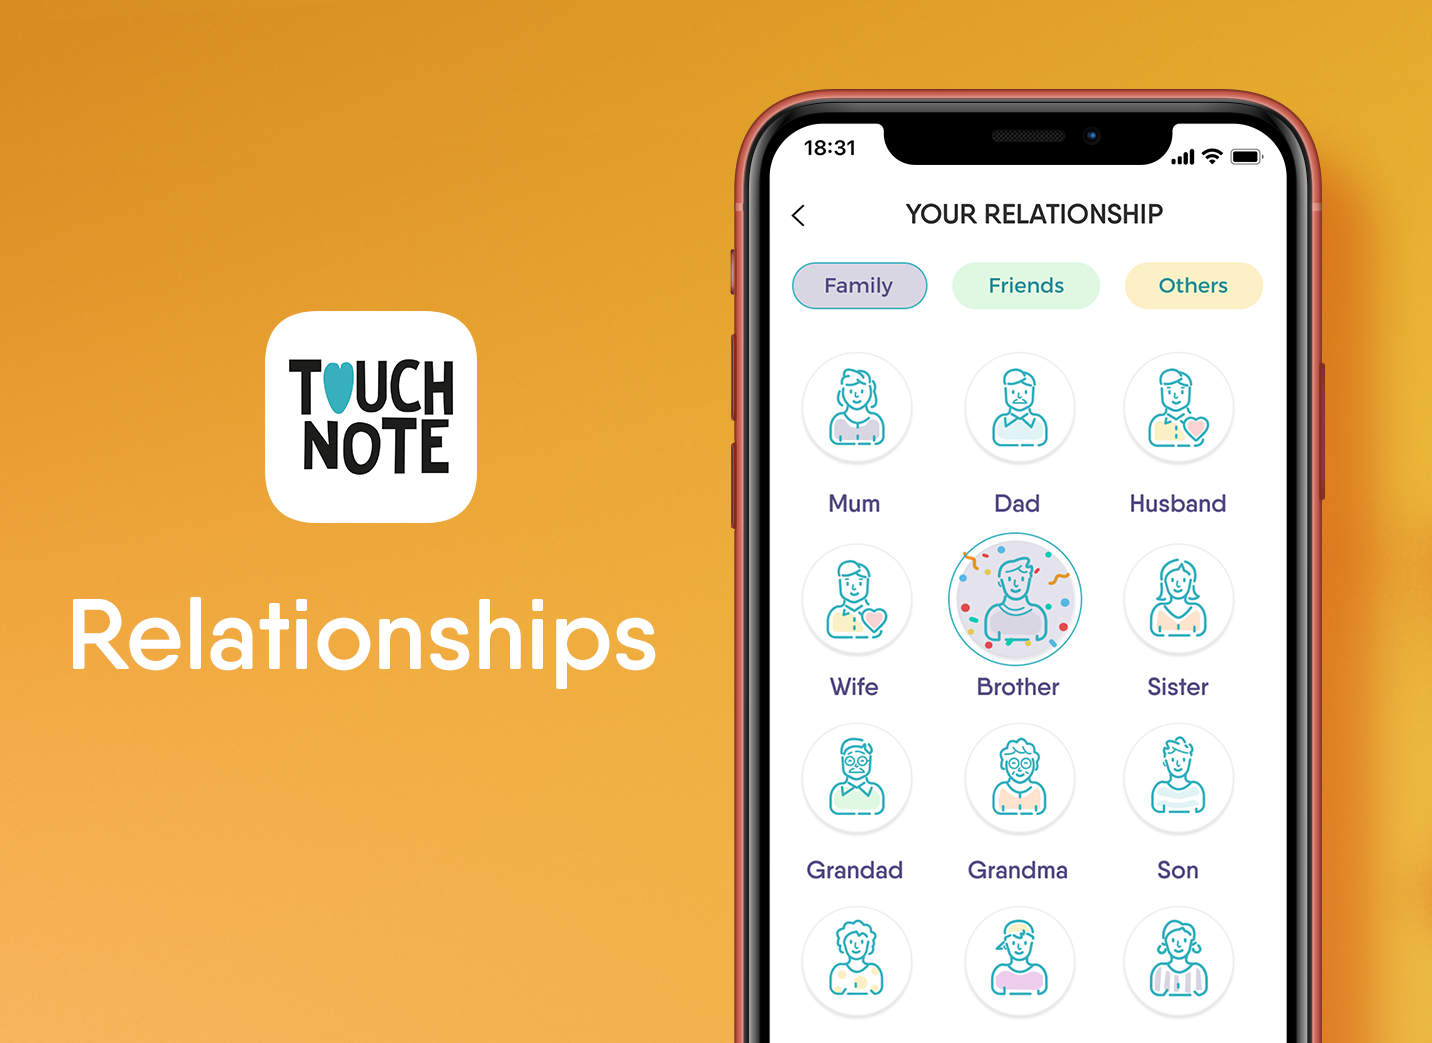 TOUCH
NOTE
Relationships
18:31
YOUR RELATIONSHIP
Family Friends Others
Mum Dad Husband
Wife Brother Sister
Grandad Grandma Son